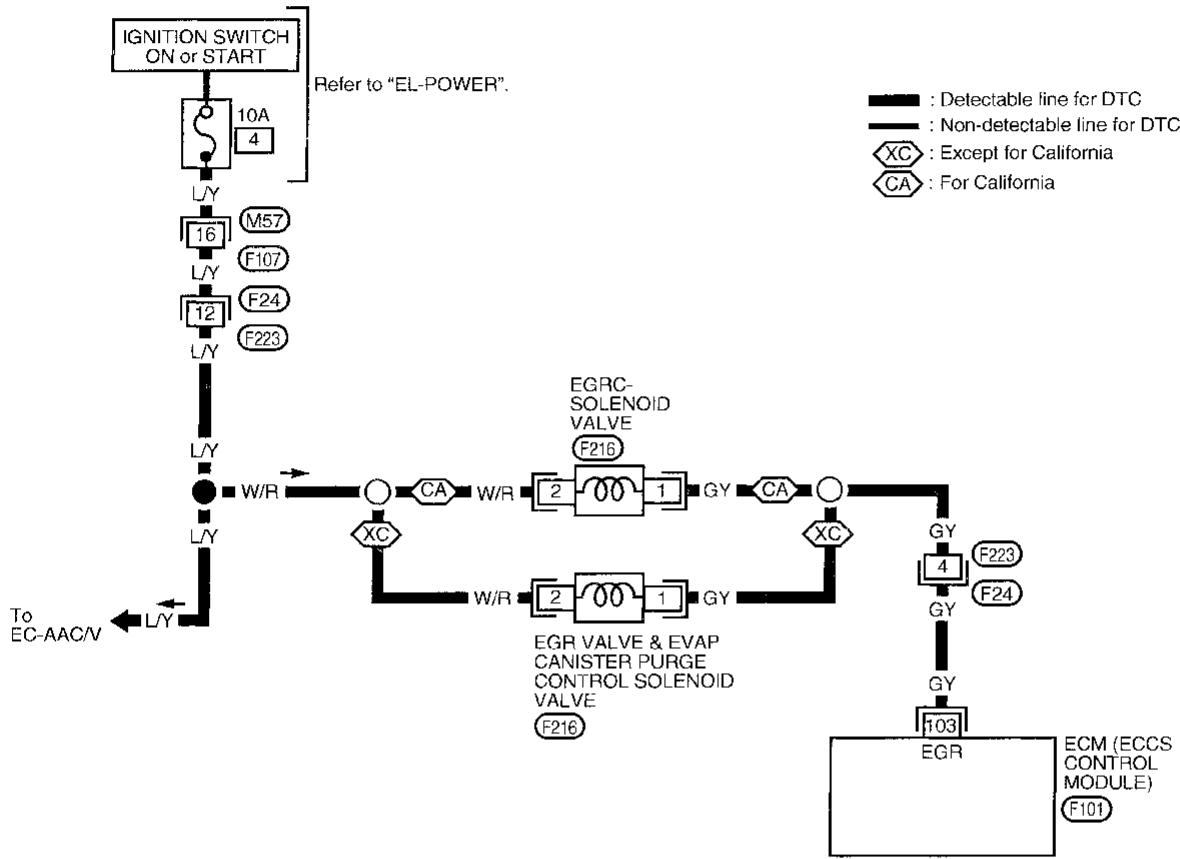 IGNITION SWITCH
ON or START
Refer to "EL-POWER".
10A
4
: Detectable line for DTC
: Non-detectable line for DTC
XC : Except for California
CA : For California
L/Y
16
M57
F107
L/Y
12
F24
F223
L/Y
L/Y
EGRC-
SOLENOID
VALVE
F216
W/R
CA
W/R
2
1
GY
CA
XC
XC
L/Y
GY
4
F223
F24
GY
W/R
2
1
GY
To
EC-AAC/V
L/Y
EGR VALVE & EVAP
CANISTER PURGE
CONTROL SOLENOID
VALVE
F216
GY
103
EGR
ECM (ECCS
CONTROL
MODULE)
F101